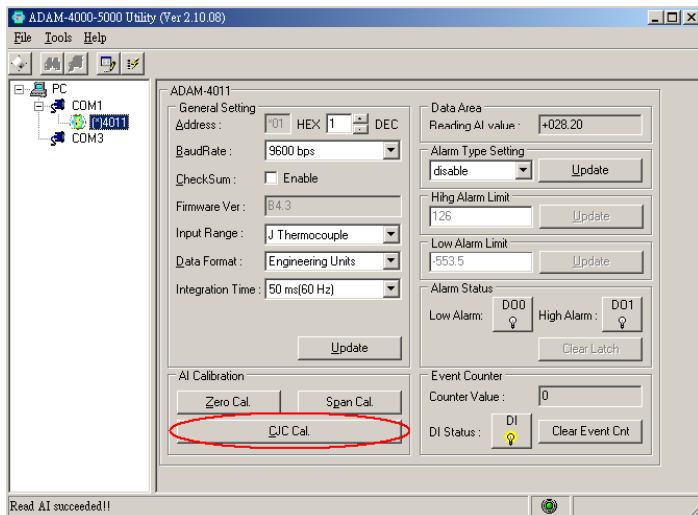 ADAM-4000-5000 Utility (Ver 2.10.08)
File Tools Help
PC
COM1
(*)4011
COM3
ADAM-4011
General Setting
Address : *01 HEX 1 DEC
BaudRate : 9600 bps
CheckSum : Enable
Firmware Ver : B4.3
Input Range : J Thermocouple
Data Format : Engineering Units
Integration Time : 50 ms(60 Hz)
Update
AI Calibration
Zero Cal. Span Cal.
CJC Cal.
Data Area
Reading AI value : +028.20
Alarm Type Setting
disable Update
Hihg Alarm Limit
126 Update
Low Alarm Limit
-553.5 Update
Alarm Status
Low Alarm: DO0 High Alarm : DO1
Clear Latch
Event Counter
Counter Value : 0
DI Status : DI Clear Event Cnt
Read AI succeeded!!